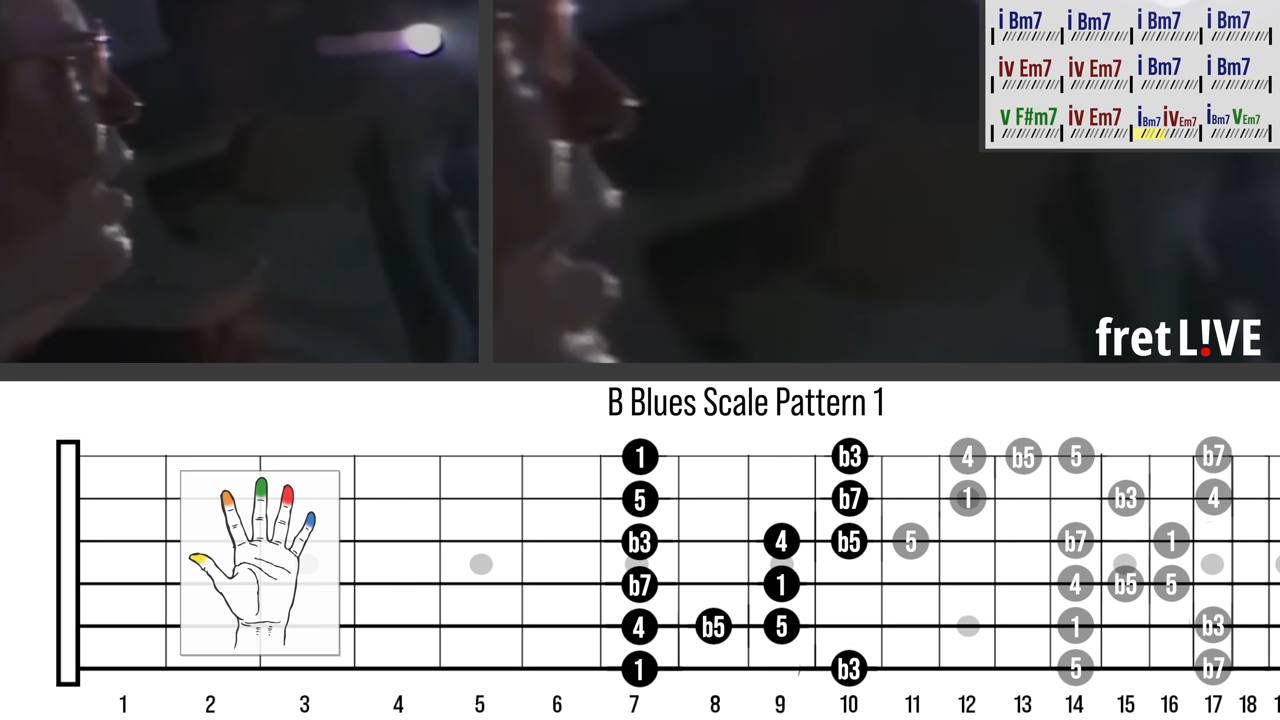 i Bm7 i Bm7 i Bm7 i Bm7
iv Em7 iv Em7 i Bm7 i Bm7
v F#m7 iv Em7 i Bm7 iv Em7 i Bm7 v Em7
fret L!VE
B Blues Scale Pattern 1
1 b3 4 b5 5 b7
5 b7 1 b3 4
b3 4 b5 5 b7 1
b7 1 4 b5 5
4 b5 5 1 b3
1 b3 5 b7
1 2 3 4 5 6 7 8 9 10 11 12 13 14 15 16 17 18